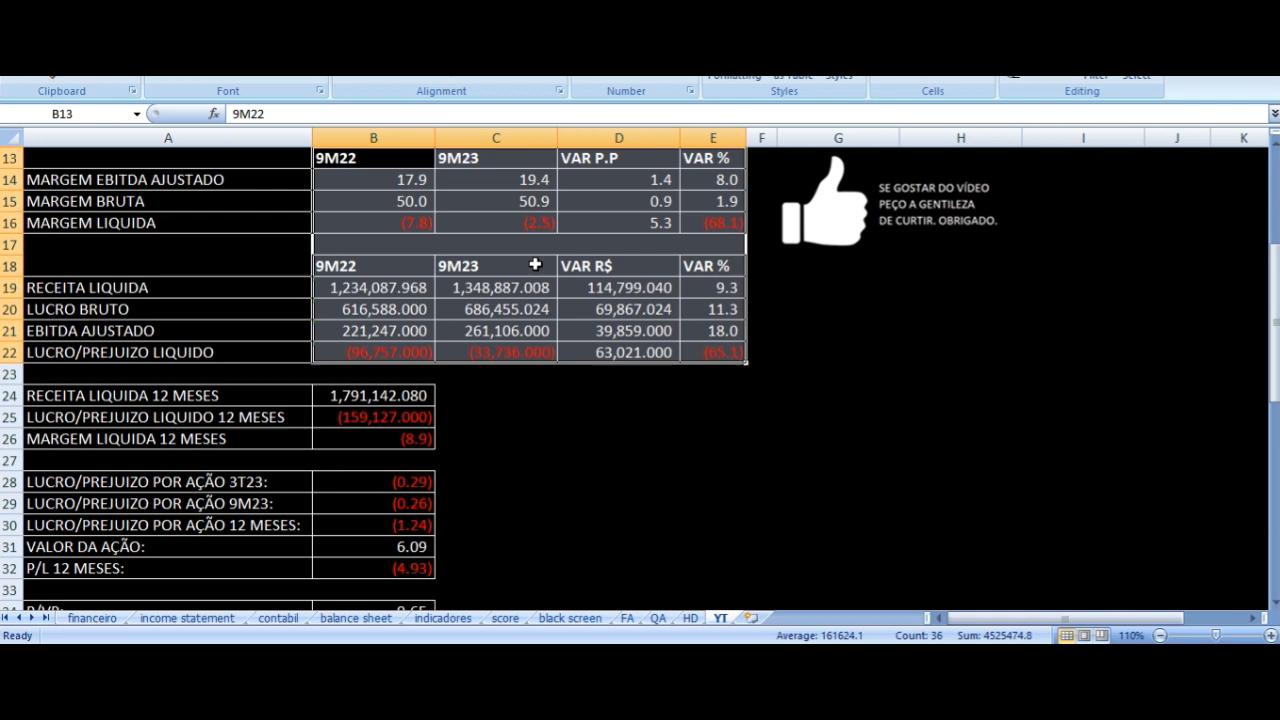 Clipboard Font Alignment Number Styles Cells Editing
B13 fx 9M22
A B C D E F G H I J K
13 9M22 9M23 VAR P.P VAR %
14 MARGEM EBITDA AJUSTADO 17.9 19.4 1.4 8.0
15 MARGEM BRUTA 50.0 50.9 0.9 1.9
16 MARGEM LIQUIDA (7.8) (2.5) 5.3 (68.1)
17
18 9M22 9M23 VAR R$ VAR %
19 RECEITA LIQUIDA 1,234,087.968 1,348,887.008 114,799.040 9.3
20 LUCRO BRUTO 616,588.000 686,455.024 69,867.024 11.3
21 EBITDA AJUSTADO 221,247.000 261,106.000 39,859.000 18.0
22 LUCRO/PREJUIZO LIQUIDO (96,757.000) (33,736.000) 63,021.000 (65.1)
23
24 RECEITA LIQUIDA 12 MESES 1,791,142.080
25 LUCRO/PREJUIZO LIQUIDO 12 MESES (159,127.000)
26 MARGEM LIQUIDA 12 MESES (8.9)
27
28 LUCRO/PREJUIZO POR AÇÃO 3T23: (0.29)
29 LUCRO/PREJUIZO POR AÇÃO 9M23: (0.26)
30 LUCRO/PREJUIZO POR AÇÃO 12 MESES: (1.24)
31 VALOR DA AÇÃO: 6.09
32 P/L 12 MESES: (4.93)
33
SE GOSTAR DO VÍDEO
PEÇO A GENTILEZA
DE CURTIR. OBRIGADO.
financeiro income statement contabil balance sheet indicadores score black screen FA QA HD YT
Ready Average: 161624.1 Count: 36 Sum: 4525474.8 110%